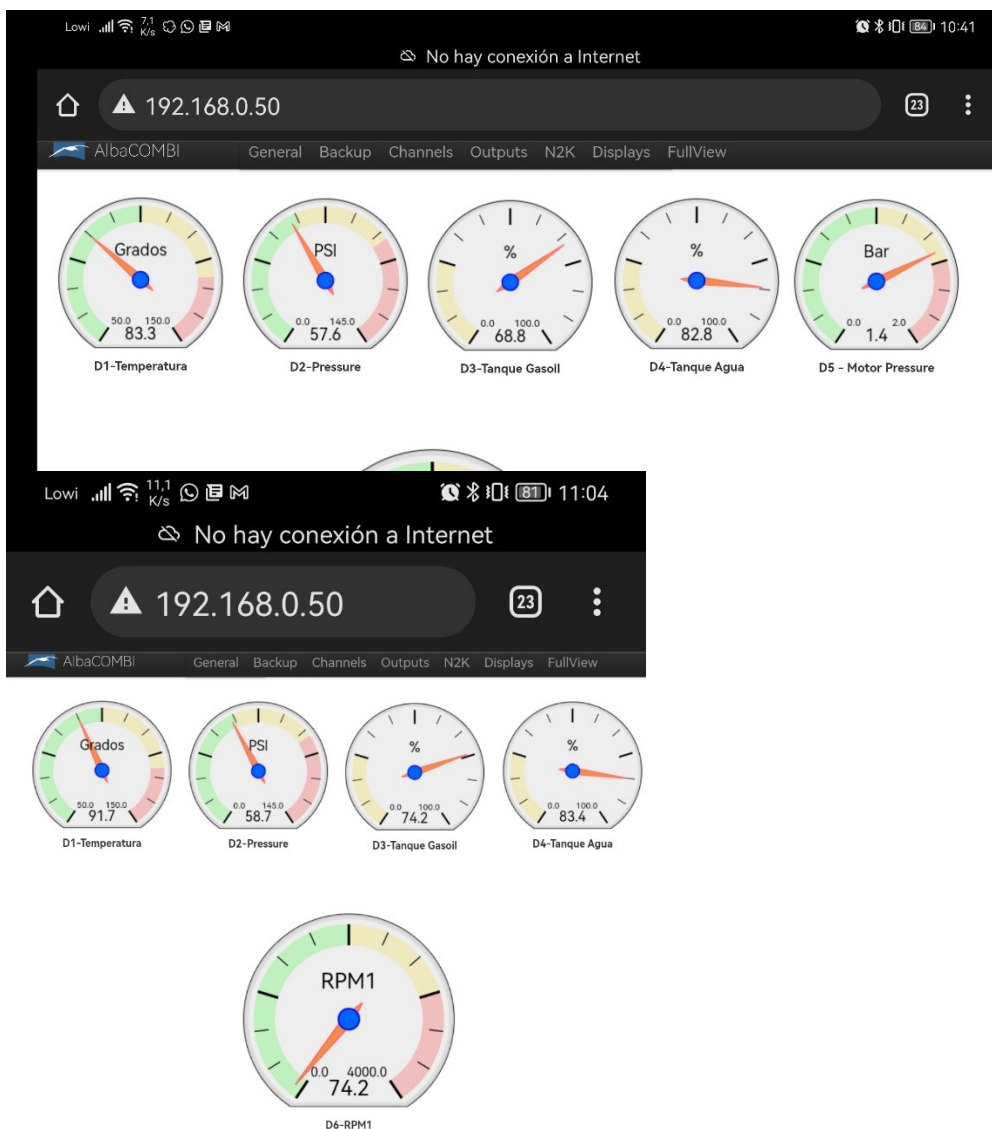 Lowi 7,1 K/s 84 10:41
No hay conexión a Internet
192.168.0.50 23
AlbaCOMBI General Backup Channels Outputs N2K Displays FullView
Grados PSI % % Bar
50.0 150.0 0.0 145.0 0.0 100.0 0.0 100.0 0.0 2.0
83.3 57.6 68.8 82.8 1.4
D1-Temperatura D2-Pressure D3-Tanque Gasoil D4-Tanque Agua D5 - Motor Pressure
Lowi 11,1 K/s 81 11:04
No hay conexión a Internet
192.168.0.50 23
AlbaCOMBI General Backup Channels Outputs N2K Displays FullView
Grados PSI % %
50.0 150.0 0.0 145.0 0.0 100.0 0.0 100.0
91.7 58.7 74.2 83.4
D1-Temperatura D2-Pressure D3-Tanque Gasoil D4-Tanque Agua
RPM1
0.0 4000.0
74.2
D6-RPM1